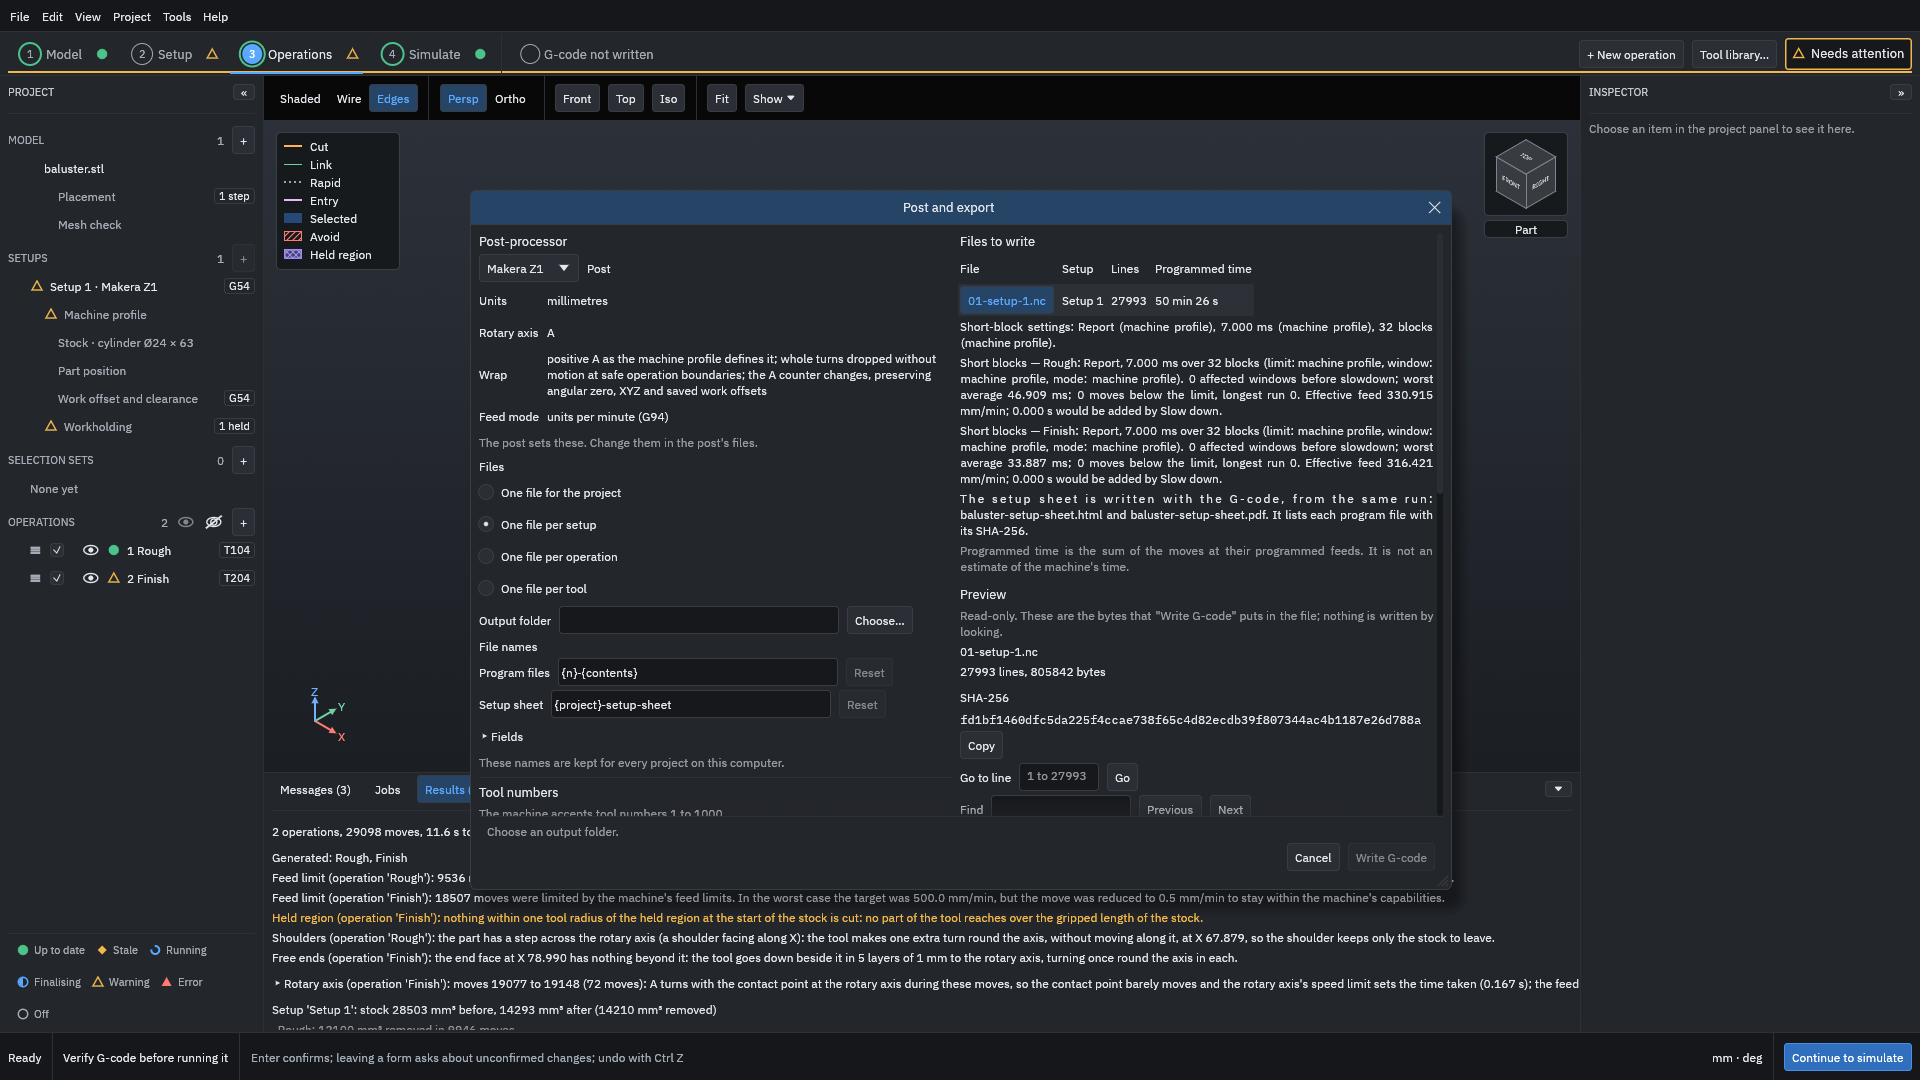 File Edit View Project Tools Help
1 Model 2 Setup 3 Operations 4 Simulate G-code not written + New operation Tool library... Needs attention
PROJECT «
MODEL 1 +
baluster.stl
Placement 1 step
Mesh check
SETUPS 1 +
Setup 1 · Makera Z1 G54
Machine profile
Stock · cylinder Ø24 × 63
Part position
Work offset and clearance G54
Workholding 1 held
SELECTION SETS 0 +
None yet
OPERATIONS 2 +
1 Rough T104
2 Finish T204
Up to date Stale Running
Finalising Warning Error
Off
Shaded Wire Edges Persp Ortho Front Top Iso Fit Show
Cut
Link
Rapid
Entry
Selected
Avoid
Held region
Z
Y
X
TOP
FRONT RIGHT
Part
INSPECTOR »
Choose an item in the project panel to see it here.
Post and export
Post-processor
Makera Z1 Post
Units millimetres
Rotary axis A
Wrap positive A as the machine profile defines it; whole turns dropped without
motion at safe operation boundaries; the A counter changes, preserving
angular zero, XYZ and saved work offsets
Feed mode units per minute (G94)
The post sets these. Change them in the post's files.
Files
One file for the project
One file per setup
One file per operation
One file per tool
Output folder Choose...
File names
Program files {n}-{contents} Reset
Setup sheet {project}-setup-sheet Reset
Fields
These names are kept for every project on this computer.
Tool numbers
The machine accepts tool numbers 1 to 1000
Files to write
File Setup Lines Programmed time
01-setup-1.nc Setup 1 27993 50 min 26 s
Short-block settings: Report (machine profile), 7.000 ms (machine profile), 32 blocks
(machine profile).
Short blocks — Rough: Report, 7.000 ms over 32 blocks (limit: machine profile, window:
machine profile, mode: machine profile). 0 affected windows before slowdown; worst
average 46.909 ms; 0 moves below the limit, longest run 0. Effective feed 330.915
mm/min; 0.000 s would be added by Slow down.
Short blocks — Finish: Report, 7.000 ms over 32 blocks (limit: machine profile, window:
machine profile, mode: machine profile). 0 affected windows before slowdown; worst
average 33.887 ms; 0 moves below the limit, longest run 0. Effective feed 316.421
mm/min; 0.000 s would be added by Slow down.
The setup sheet is written with the G-code, from the same run:
baluster-setup-sheet.html and baluster-setup-sheet.pdf. It lists each program file with
its SHA-256.
Programmed time is the sum of the moves at their programmed feeds. It is not an
estimate of the machine's time.
Preview
Read-only. These are the bytes that "Write G-code" puts in the file; nothing is written by
looking.
01-setup-1.nc
27993 lines, 805842 bytes
SHA-256
fd1bf1460dfc5da225f4ccae738f65c4d82ecdb39f807344ac4b1187e26d788a
Copy
Go to line 1 to 27993 Go
Find Previous Next
Choose an output folder.
Cancel Write G-code
Messages (3) Jobs Results
2 operations, 29098 moves, 11.6 s
Generated: Rough, Finish
Feed limit (operation 'Rough'): 9536
Feed limit (operation 'Finish'): 18507 moves were limited by the machine's feed limits. In the worst case the target was 500.0 mm/min, but the move was reduced to 0.5 mm/min to stay within the machine's capabilities.
Held region (operation 'Finish'): nothing within one tool radius of the held region at the start of the stock is cut: no part of the tool reaches over the gripped length of the stock.
Shoulders (operation 'Rough'): the part has a step across the rotary axis (a shoulder facing along X): the tool makes one extra turn round the axis, without moving along it, at X 67.879, so the shoulder keeps only the stock to leave.
Free ends (operation 'Finish'): the end face at X 78.990 has nothing beyond it: the tool goes down beside it in 5 layers of 1 mm to the rotary axis, turning once round the axis in each.
Rotary axis (operation 'Finish'): moves 19077 to 19148 (72 moves): A turns with the contact point at the rotary axis during these moves, so the contact point barely moves and the rotary axis's speed limit sets the time taken (0.167 s); the feed
Setup 'Setup 1': stock 28503 mm³ before, 14293 mm³ after (14210 mm³ removed)
Rough: 12100 mm³ removed in 9946 moves
Ready Verify G-code before running it Enter confirms; leaving a form asks about unconfirmed changes; undo with Ctrl Z mm · deg Continue to simulate